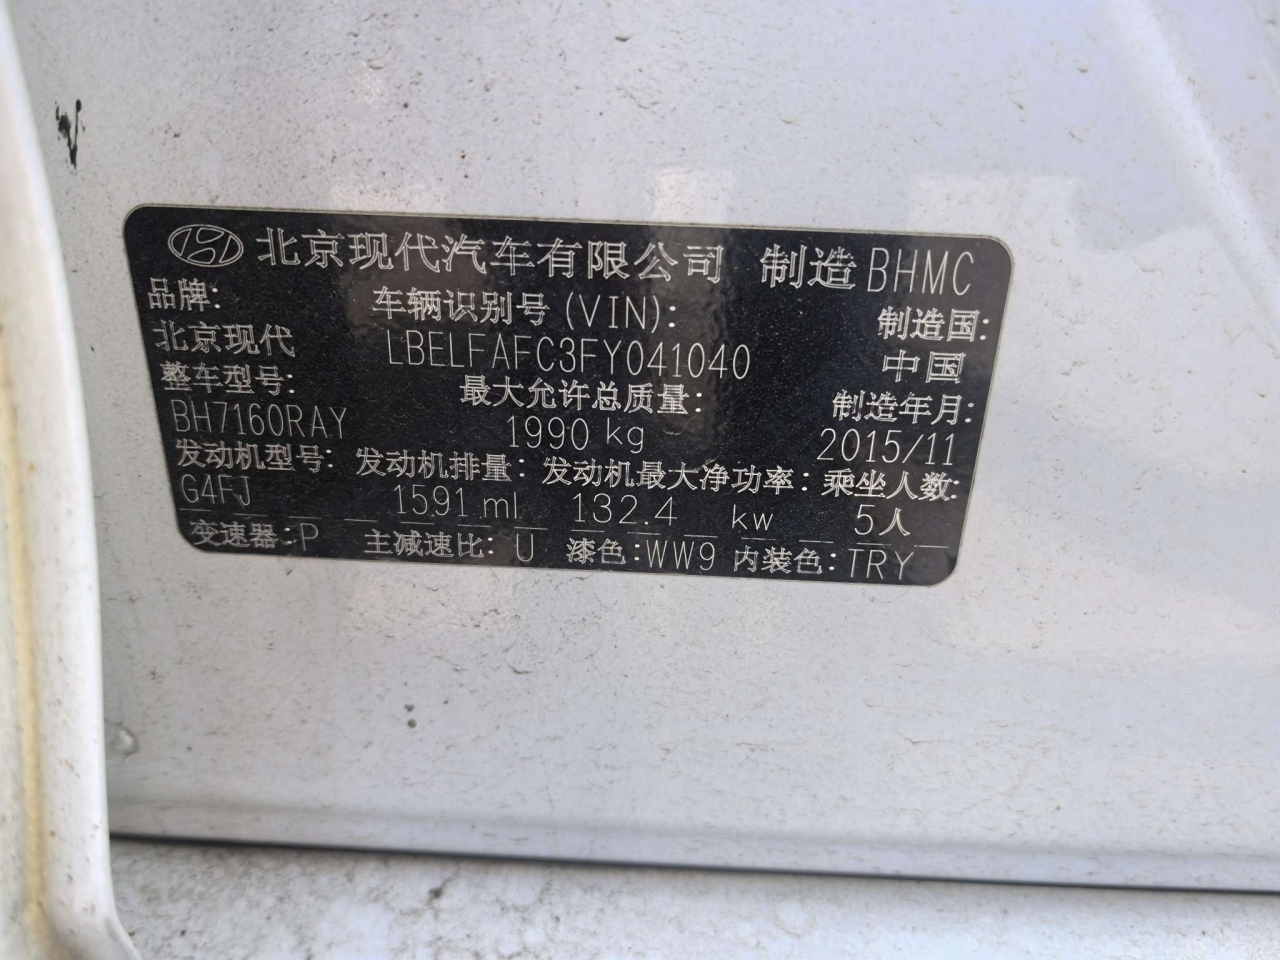 北京现代汽车有限公司 制造 BHMC
品牌: 车辆识别号 (VIN): 制造国:
北京现代 LBELFAFC3FY041040 中国
整车型号: 最大允许总质量: 制造年月:
BH7160RAY 1990 kg 2015/11
发动机型号: 发动机排量: 发动机最大净功率: 乘坐人数:
G4FJ 1591 ml 132.4 kw 5人
变速器: P 主减速比: U 漆色: WW9 内装色: TRY